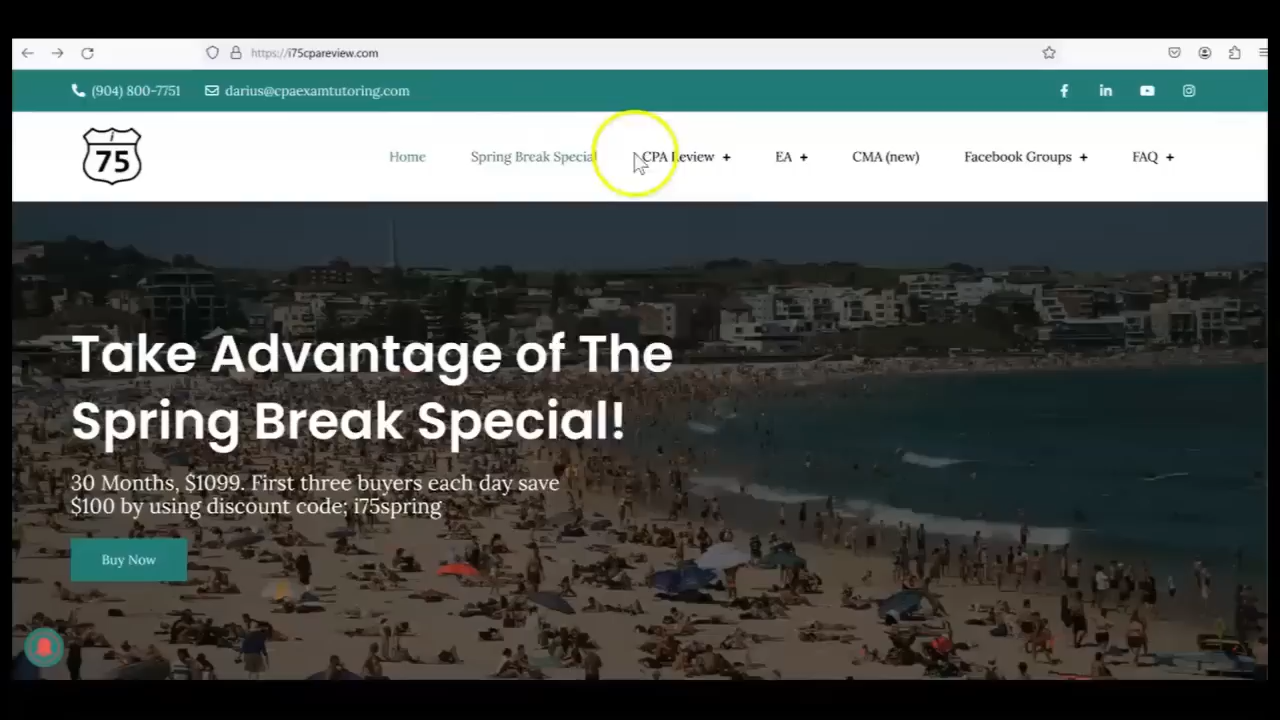 https://i75cpareview.com
(904) 800-7751 darius@cpaexamtutoring.com
i
75
Home Spring Break Special CPA Review + EA + CMA (new) Facebook Groups + FAQ +
Take Advantage of The
Spring Break Special!
30 Months, $1099. First three buyers each day save
$100 by using discount code; i75spring
Buy Now